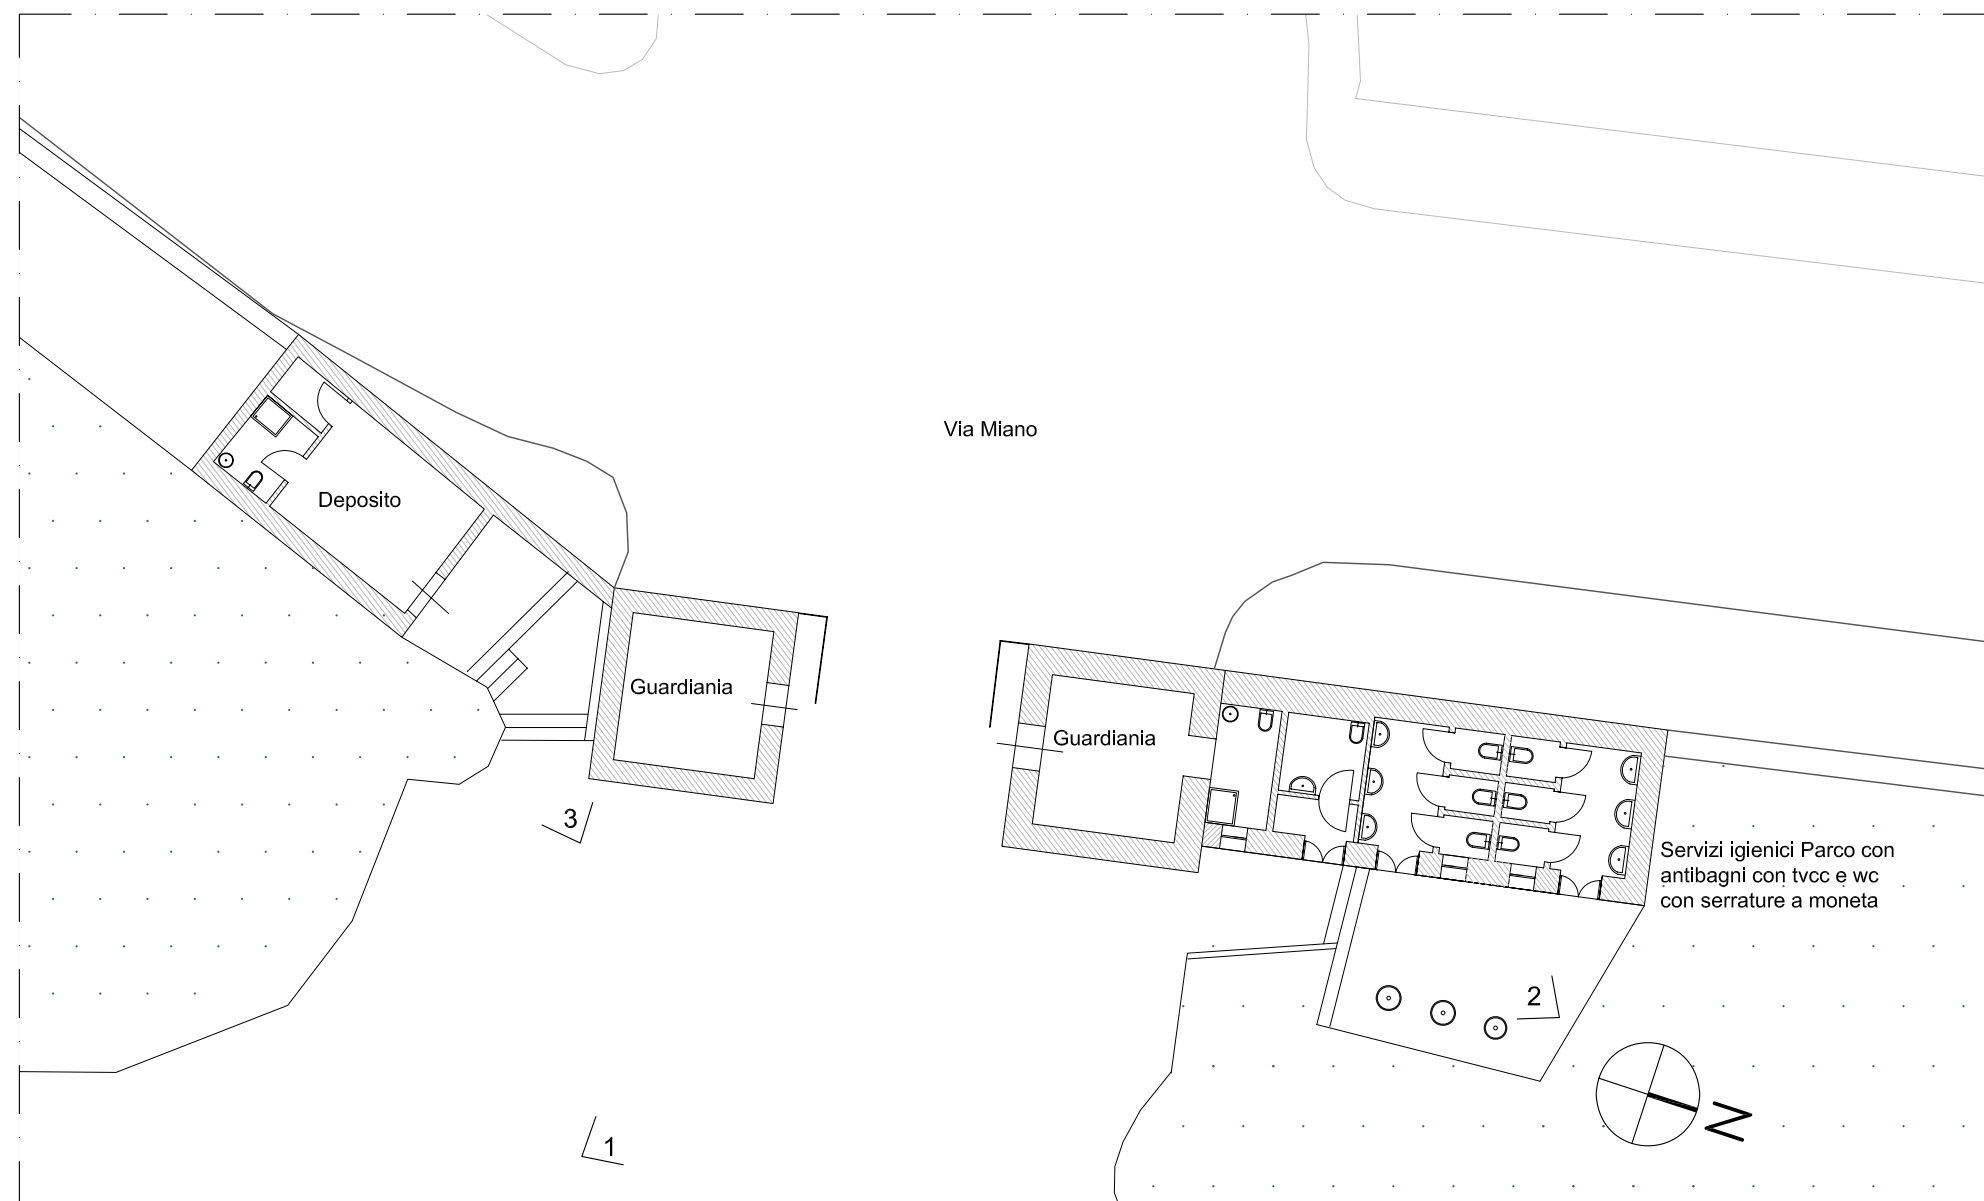 Via Miano
Deposito
Guardiania
Guardiania
3
Servizi igienici Parco con
antibagni con tvcc e wc
con serrature a moneta
2
N
1